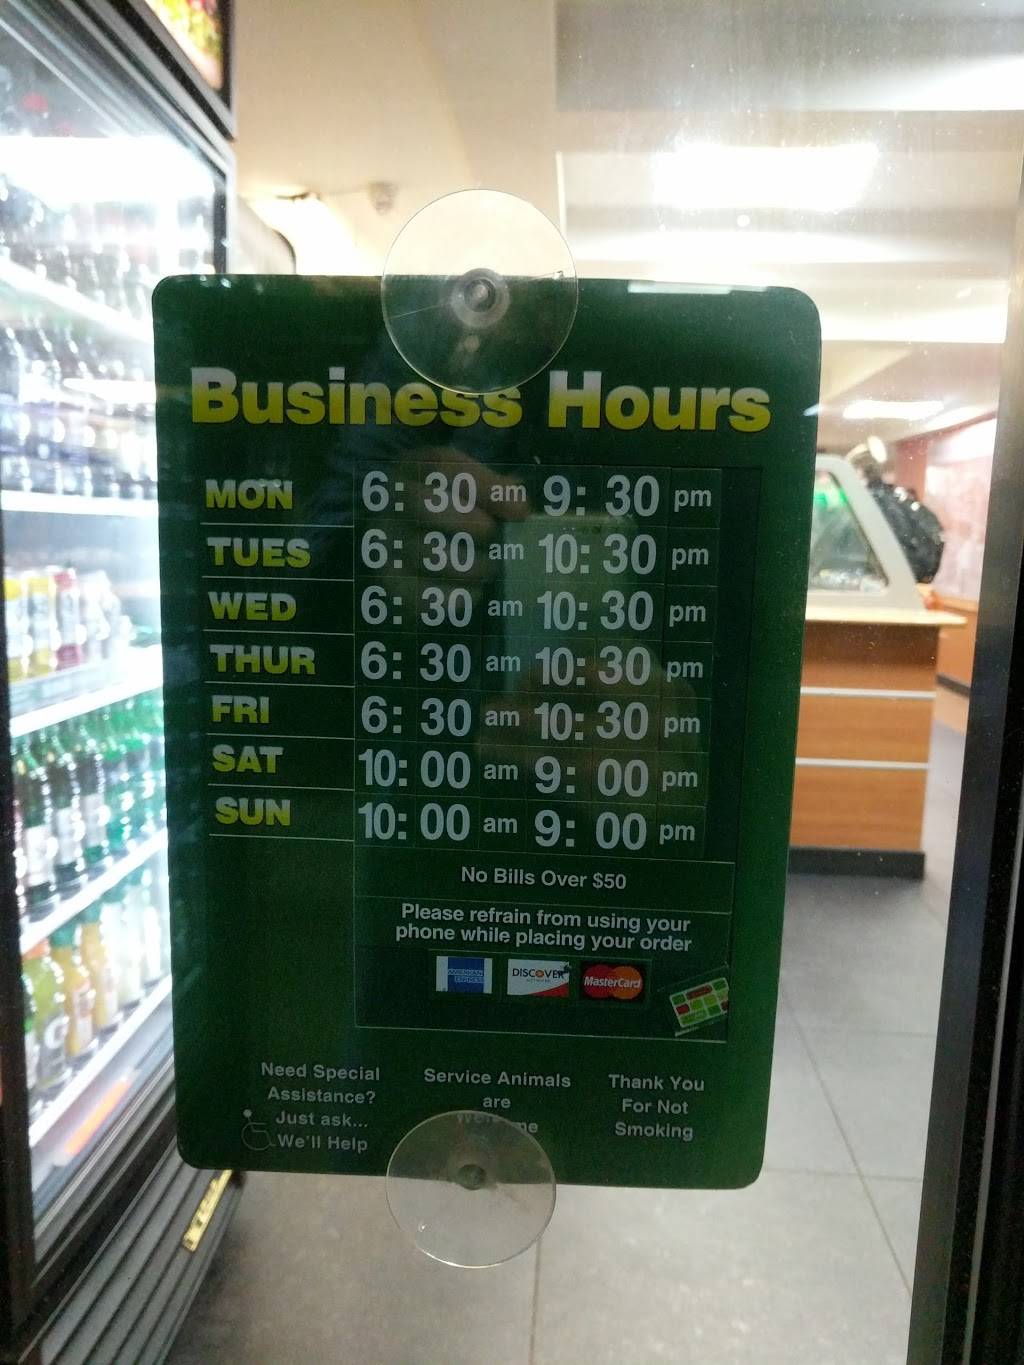 Business Hours
MON 6: 30 am 9: 30 pm
TUES 6: 30 am 10: 30 pm
WED 6: 30 am 10: 30 pm
THUR 6: 30 am 10: 30 pm
FRI 6: 30 am 10: 30 pm
SAT 10: 00 am 9: 00 pm
SUN 10: 00 am 9: 00 pm
No Bills Over $50
Please refrain from using your
phone while placing your order
AMERICAN
EXPRESS
DISCOVER
MasterCard
Need Special
Assistance?
Just ask...
We'll Help
Service Animals
are
Thank You
For Not
Smoking